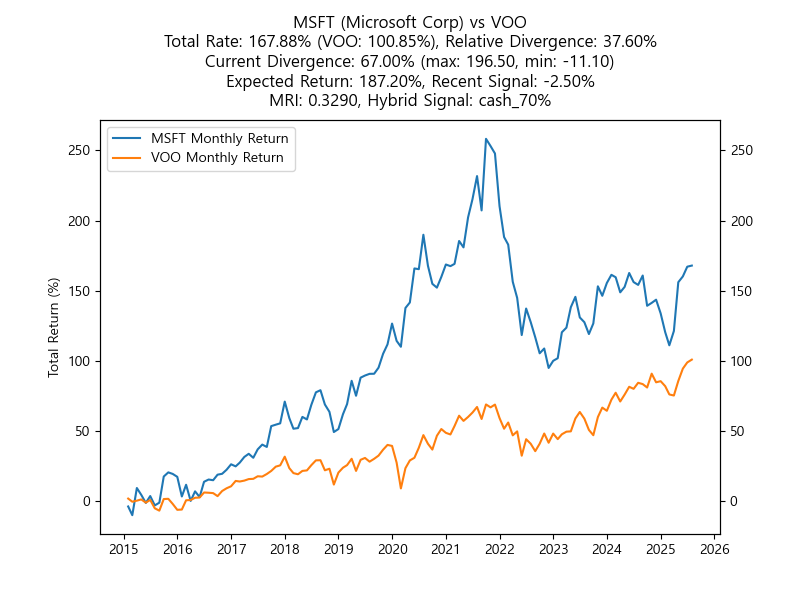 MSFT (Microsoft Corp) vs VOO
Total Rate: 167.88% (VOO: 100.85%), Relative Divergence: 37.60%
Current Divergence: 67.00% (max: 196.50, min: -11.10)
Expected Return: 187.20%, Recent Signal: -2.50%
MRI: 0.3290, Hybrid Signal: cash_70%
MSFT Monthly Return
VOO Monthly Return
Total Return (%)
250
200
150
100
50
0
250
200
150
100
50
0
2015 2016 2017 2018 2019 2020 2021 2022 2023 2024 2025 2026